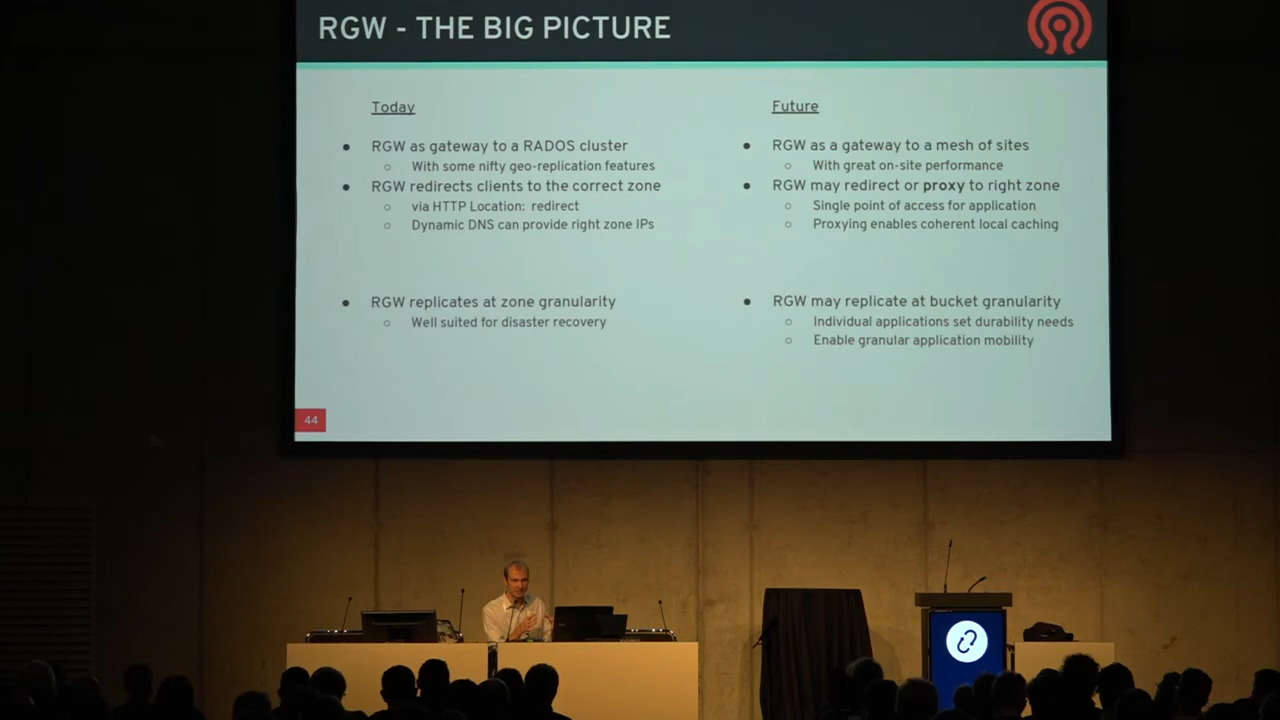 RGW - THE BIG PICTURE
Today
● RGW as gateway to a RADOS cluster
○ With some nifty geo-replication features
● RGW redirects clients to the correct zone
○ via HTTP Location: redirect
○ Dynamic DNS can provide right zone IPs
● RGW replicates at zone granularity
○ Well suited for disaster recovery
Future
● RGW as a gateway to a mesh of sites
○ With great on-site performance
● RGW may redirect or proxy to right zone
○ Single point of access for application
○ Proxying enables coherent local caching
● RGW may replicate at bucket granularity
○ Individual applications set durability needs
○ Enable granular application mobility
44